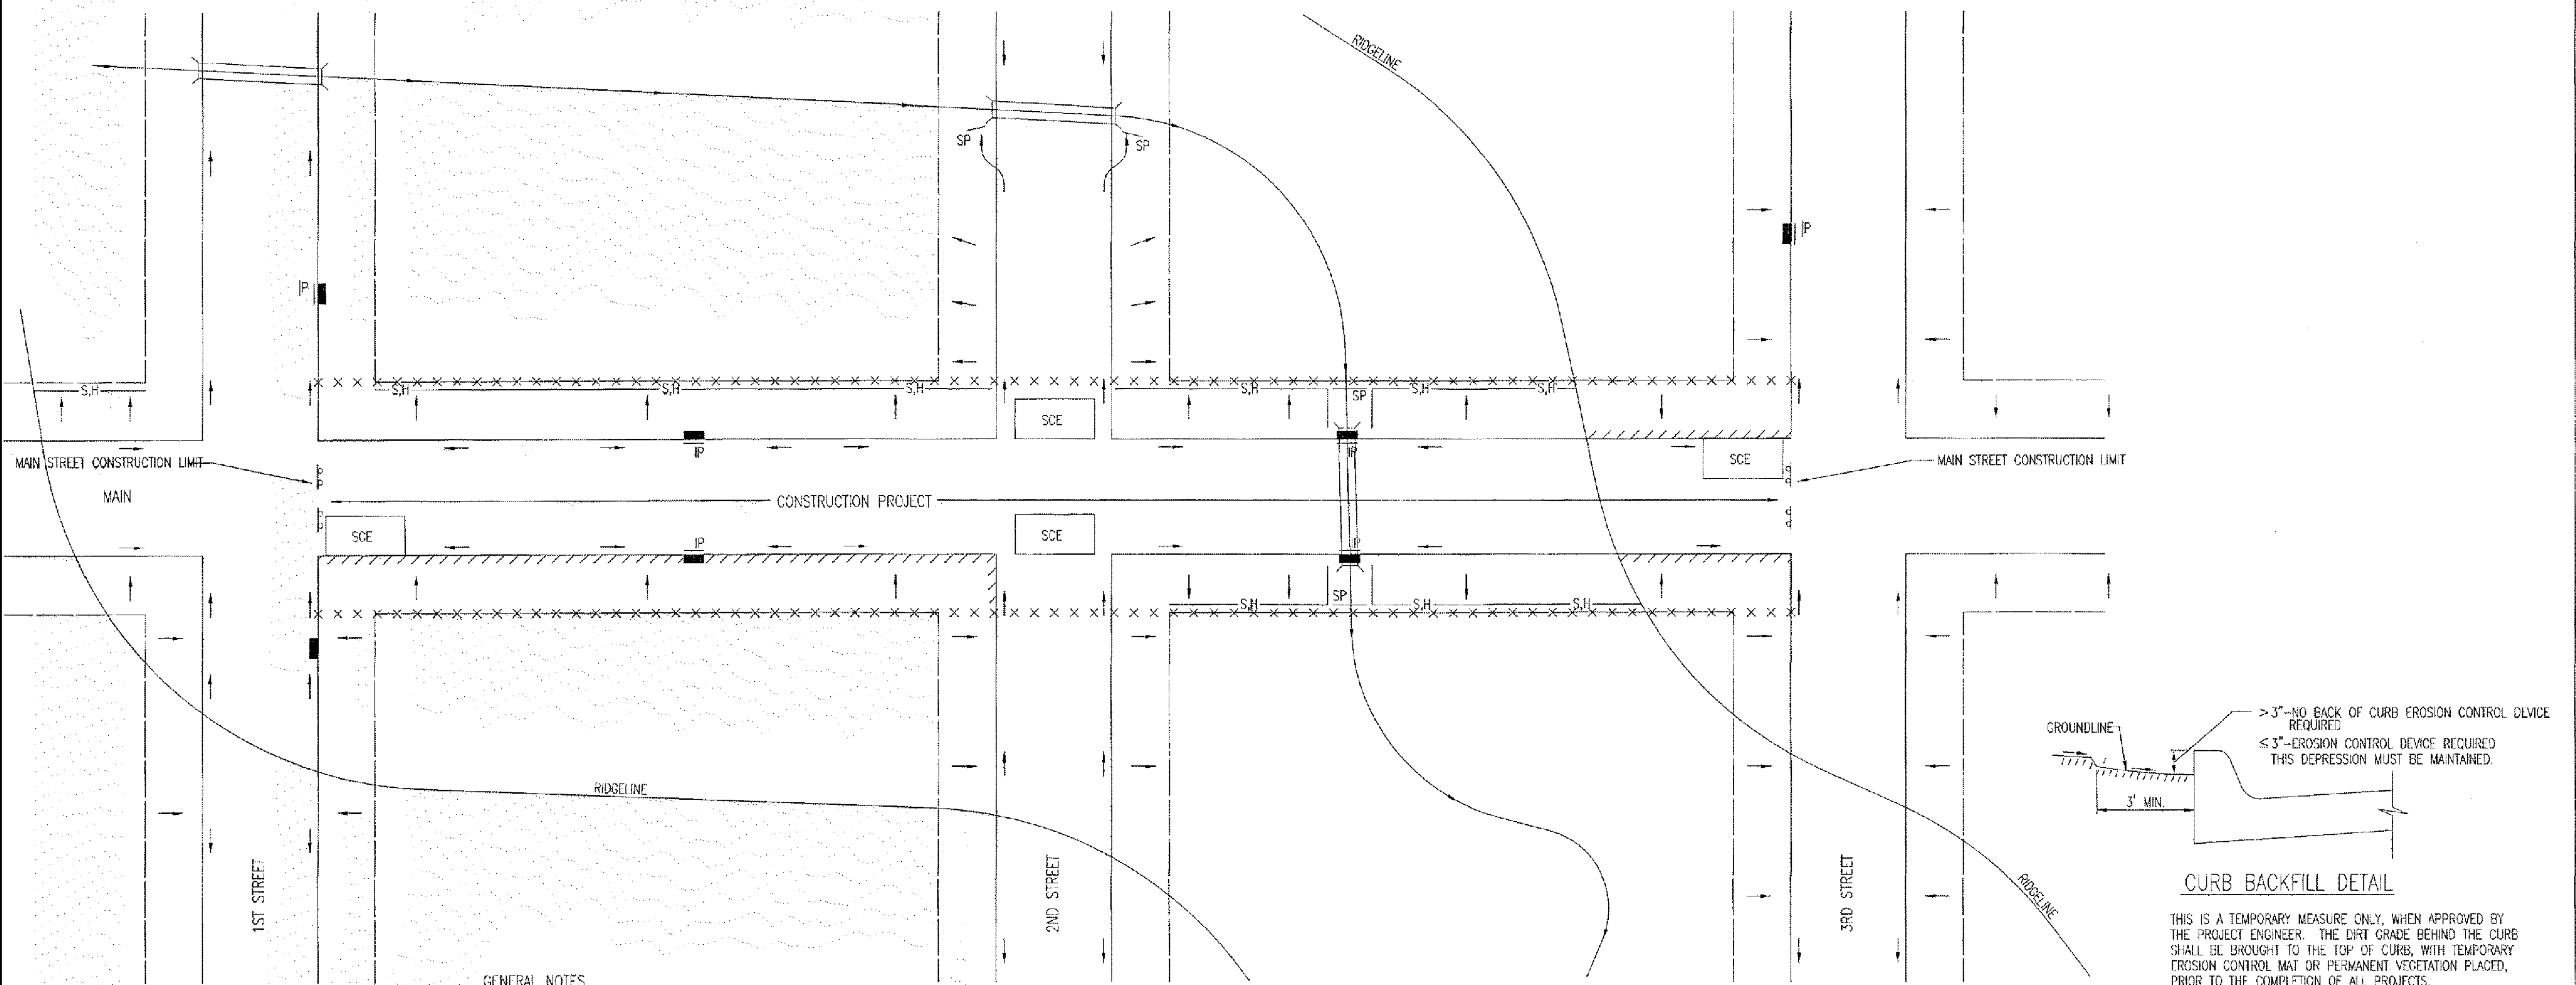 RIDGELINE
SP
SP
IP
IP
S,H
S,H
S,H
S,H
S,H
SP
S,H
S,H
SCE
MAIN STREET CONSTRUCTION LIMIT
IP
IP
SCE
MAIN STREET CONSTRUCTION LIMIT
MAIN
CONSTRUCTION PROJECT
SCE
IP
SCE
IP
S,H
SP
S,H
S,H
RIDGELINE
1ST STREET
2ND STREET
3RD STREET
RIDGELINE
GROUNDLINE
>3"-NO BACK OF CURB EROSION CONTROL DEVICE
REQUIRED
≤3"-EROSION CONTROL DEVICE REQUIRED
THIS DEPRESSION MUST BE MAINTAINED.
3' MIN.
CURB BACKFILL DETAIL
THIS IS A TEMPORARY MEASURE ONLY, WHEN APPROVED BY
THE PROJECT ENGINEER. THE DIRT GRADE BEHIND THE CURB
SHALL BE BROUGHT TO THE TOP OF CURB, WITH TEMPORARY
EROSION CONTROL MAT OR PERMANENT VEGETATION PLACED,
PRIOR TO THE COMPLETION OF ALL PROJECTS.
GENERAL NOTES